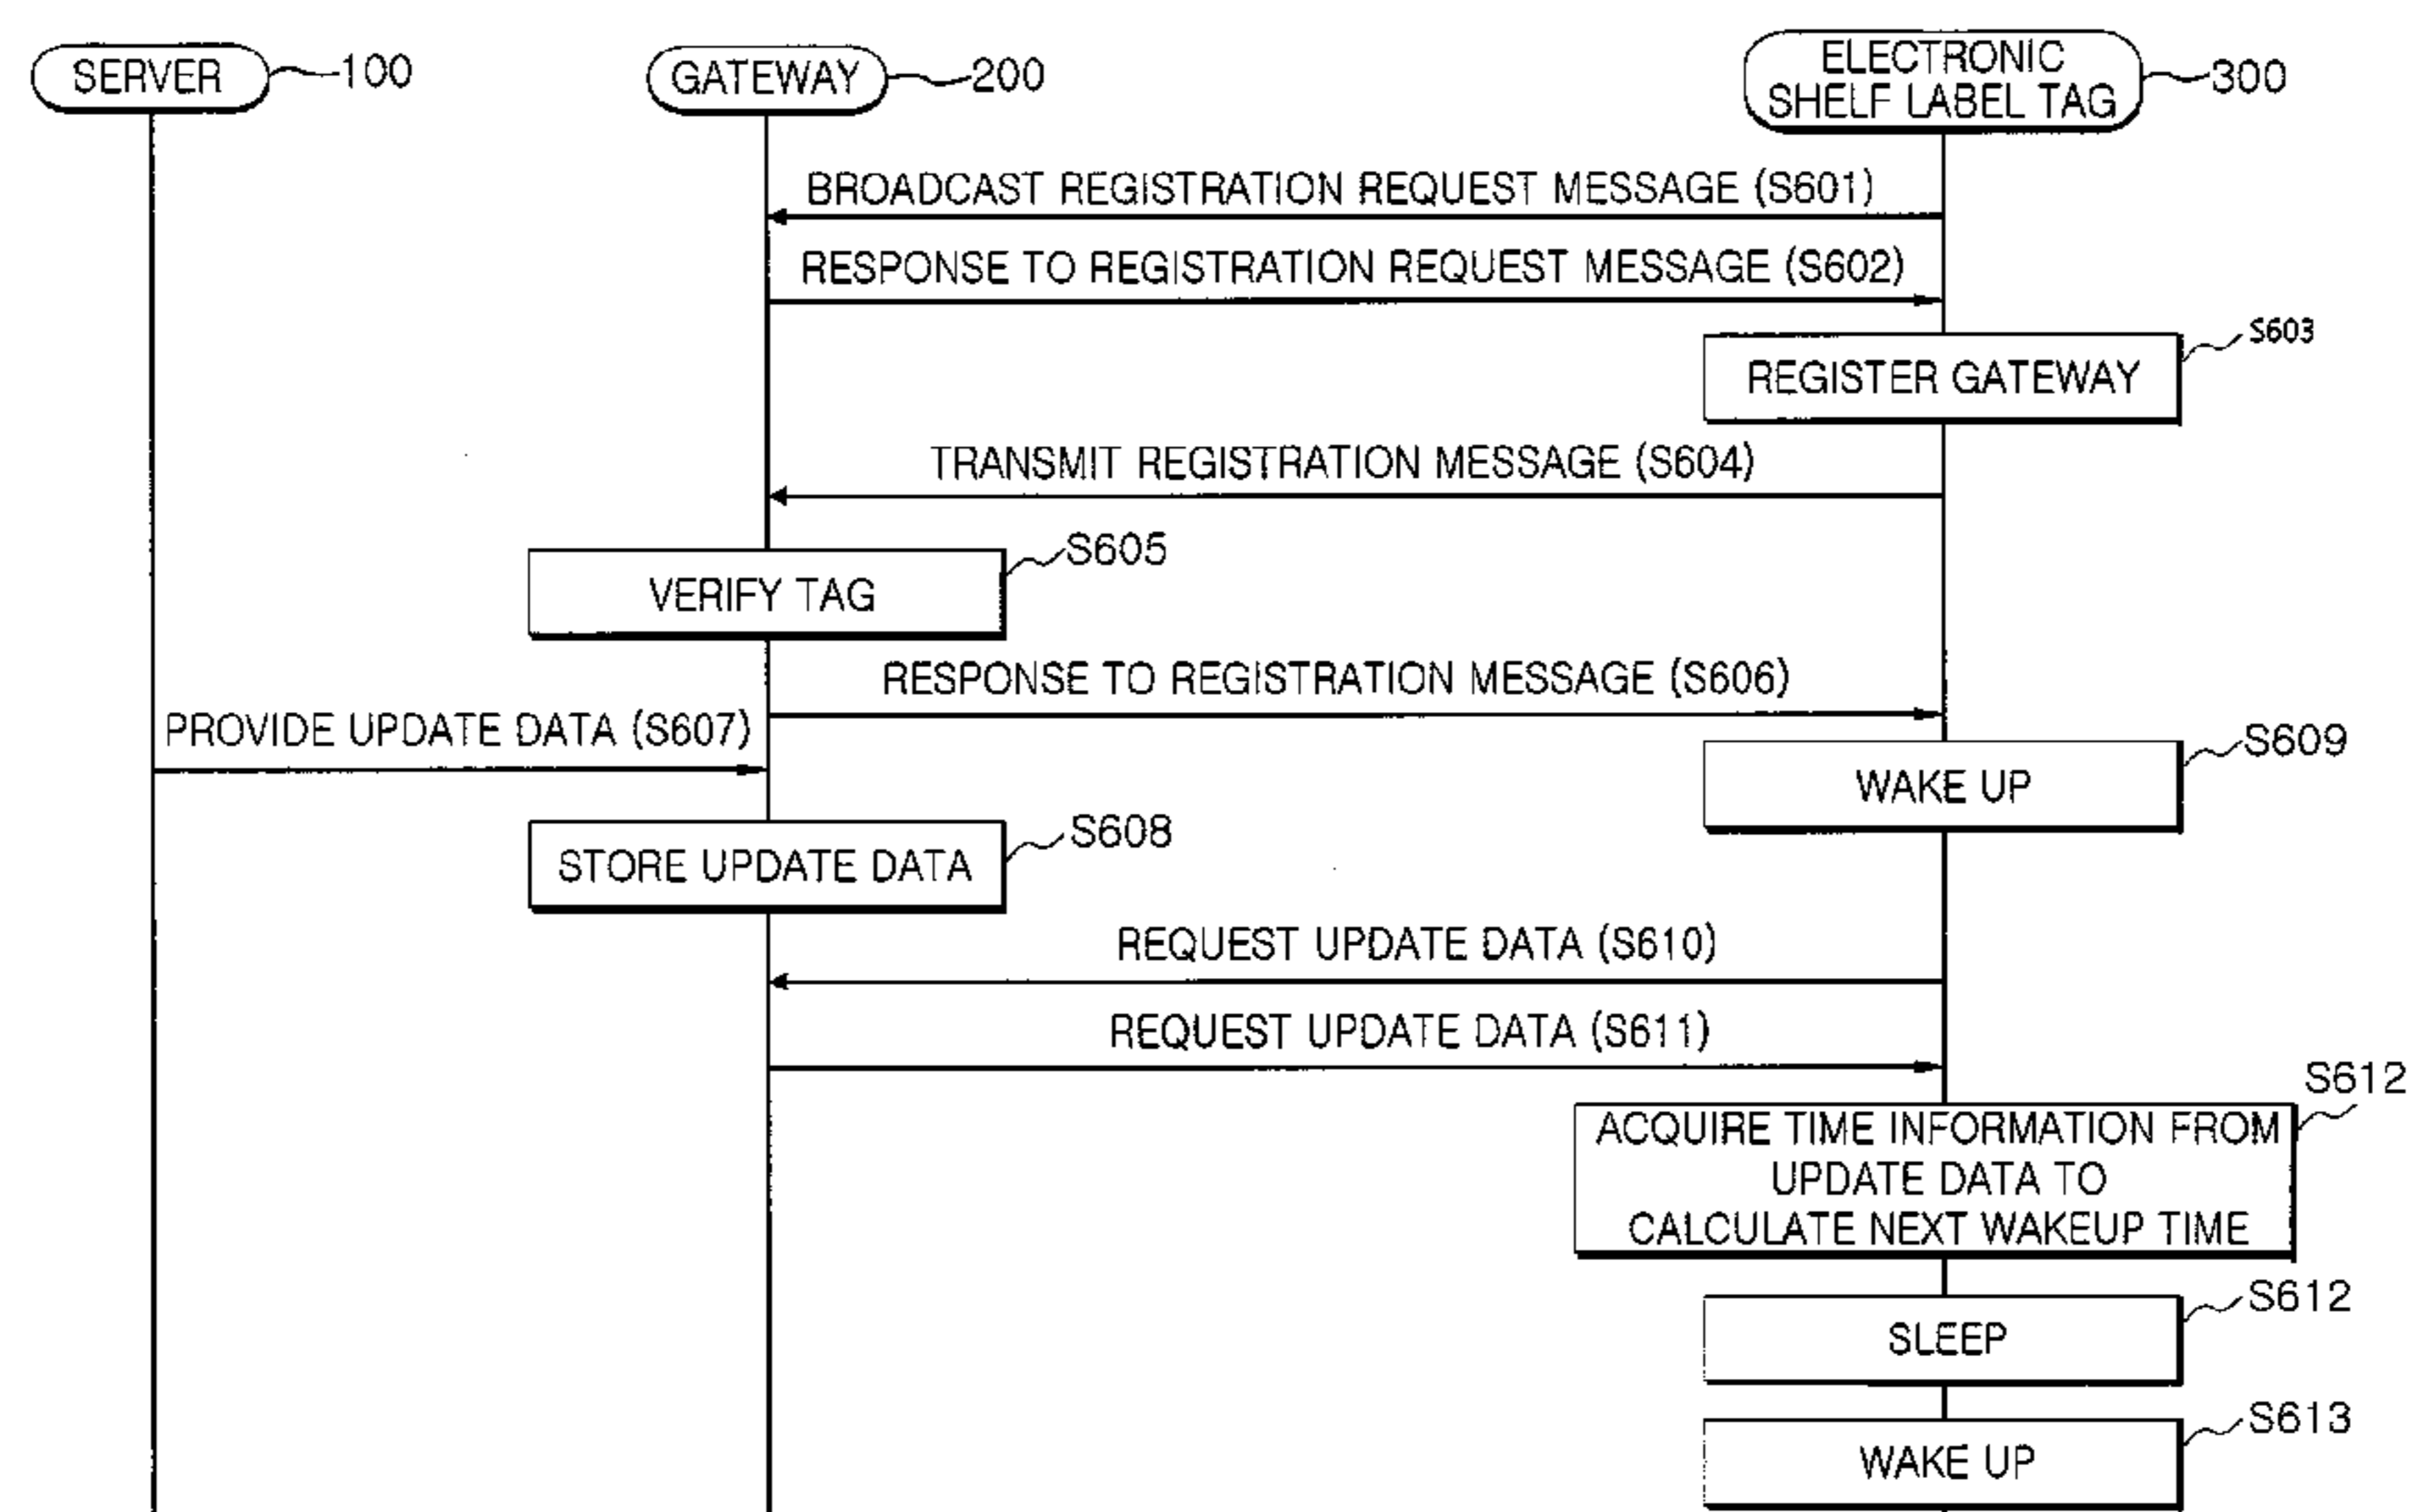 SERVER 100
GATEWAY 200
ELECTRONIC
SHELF LABEL TAG 300
BROADCAST REGISTRATION REQUEST MESSAGE (S601)
RESPONSE TO REGISTRATION REQUEST MESSAGE (S602)
S603
REGISTER GATEWAY
TRANSMIT REGISTRATION MESSAGE (S604)
S605
VERIFY TAG
RESPONSE TO REGISTRATION MESSAGE (S606)
PROVIDE UPDATE DATA (S607)
S609
WAKE UP
S608
STORE UPDATE DATA
REQUEST UPDATE DATA (S610)
REQUEST UPDATE DATA (S611)
S612
ACQUIRE TIME INFORMATION FROM
UPDATE DATA TO
CALCULATE NEXT WAKEUP TIME
S612
SLEEP
S613
WAKE UP